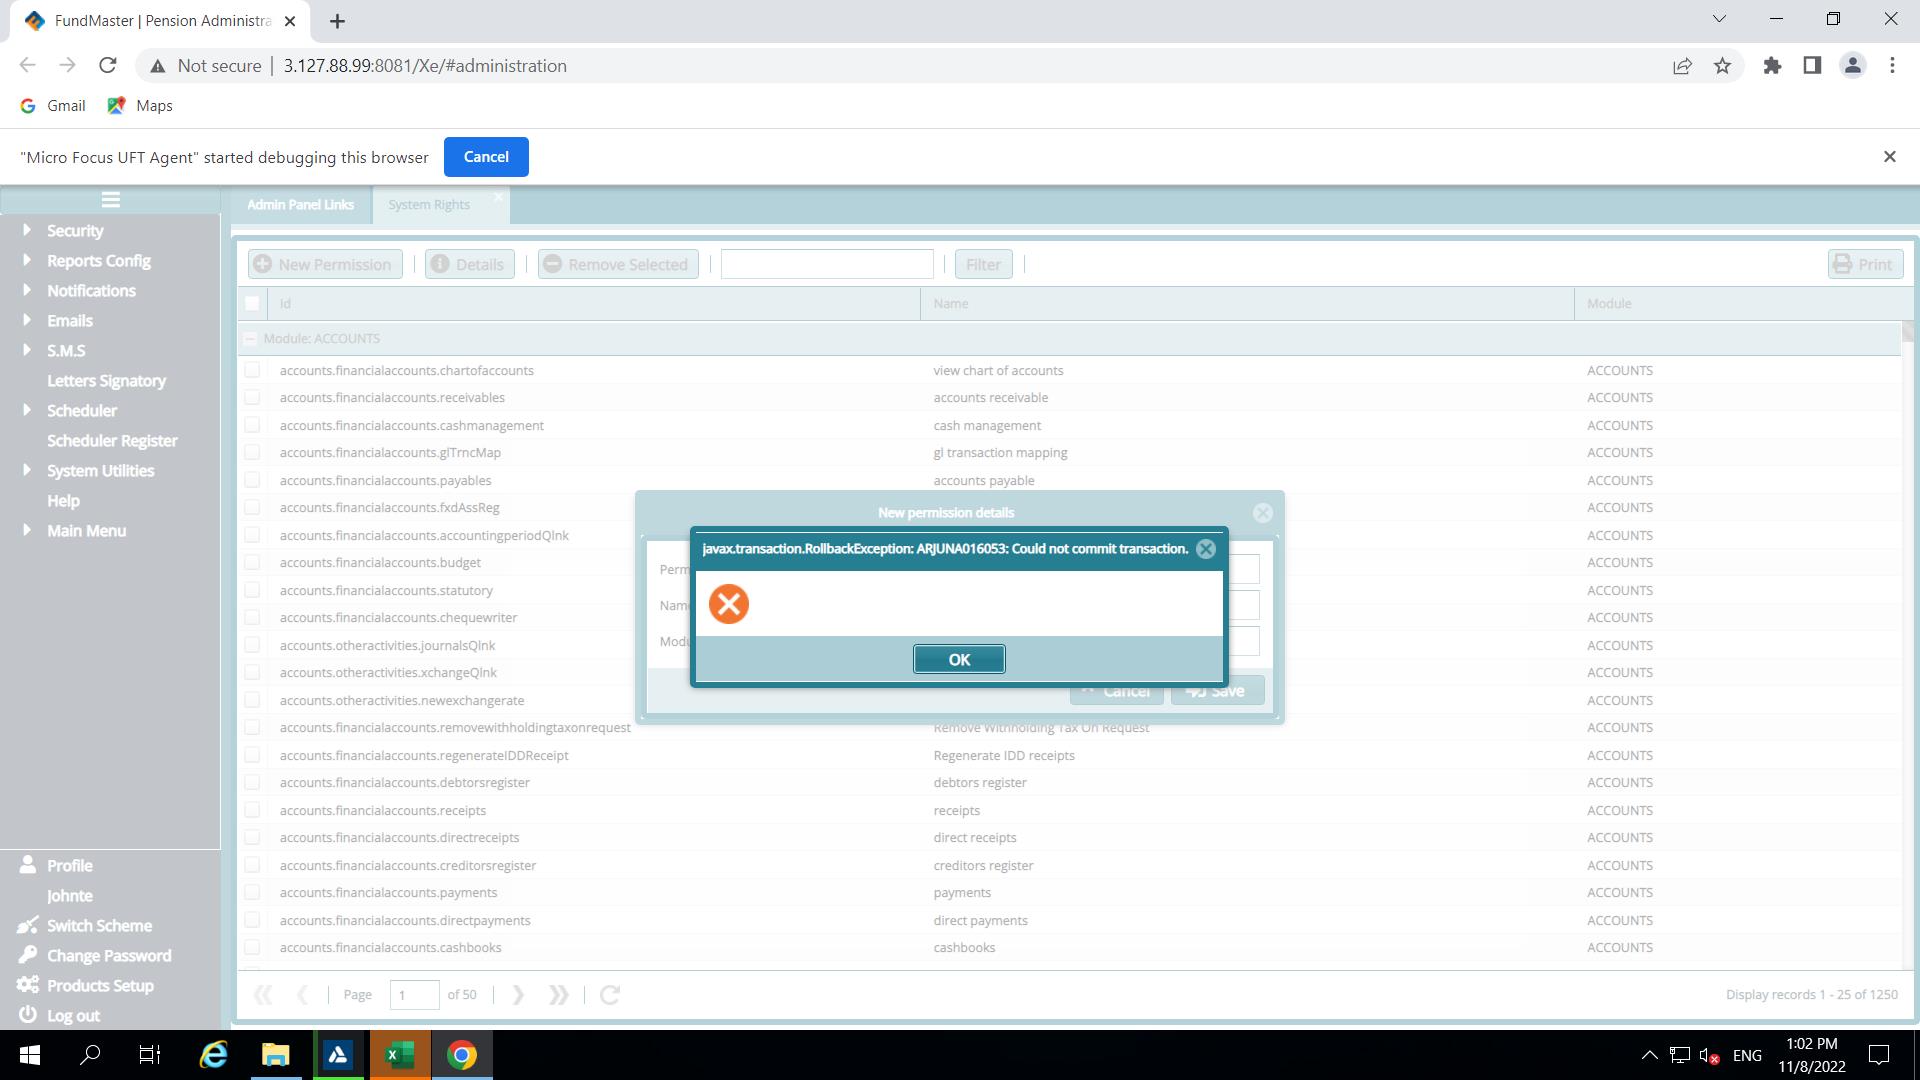 FundMaster | Pension Administra
Not secure | 3.127.88.99:8081/Xe/#administration
Gmail
Maps
"Micro Focus UFT Agent" started debugging this browser
Cancel
Admin Panel Links
System Rights
Security
Reports Config
Notifications
Emails
S.M.S
Letters Signatory
Scheduler
Scheduler Register
System Utilities
Help
Main Menu
Profile
Johnte
Switch Scheme
Change Password
Products Setup
Log out
New Permission
Details
Remove Selected
Filter
Print
Id Name Module
Module: ACCOUNTS
accounts.financialaccounts.chartofaccounts view chart of accounts ACCOUNTS
accounts.financialaccounts.receivables accounts receivable ACCOUNTS
accounts.financialaccounts.cashmanagement cash management ACCOUNTS
accounts.financialaccounts.glTrncMap gl transaction mapping ACCOUNTS
accounts.financialaccounts.payables accounts payable ACCOUNTS
accounts.financialaccounts.fxdAssReg ACCOUNTS
accounts.financialaccounts.accountingperiodQlnk ACCOUNTS
accounts.financialaccounts.budget ACCOUNTS
accounts.financialaccounts.statutory ACCOUNTS
accounts.financialaccounts.chequewriter ACCOUNTS
accounts.otheractivities.journalsQlnk ACCOUNTS
accounts.otheractivities.xchangeQlnk ACCOUNTS
accounts.otheractivities.newexchangerate ACCOUNTS
accounts.financialaccounts.removewithholdingtaxonrequest Remove Withholding Tax On Request ACCOUNTS
accounts.financialaccounts.regenerateIDDReceipt Regenerate IDD receipts ACCOUNTS
accounts.financialaccounts.debtorsregister debtors register ACCOUNTS
accounts.financialaccounts.receipts receipts ACCOUNTS
accounts.financialaccounts.directreceipts direct receipts ACCOUNTS
accounts.financialaccounts.creditorsregister creditors register ACCOUNTS
accounts.financialaccounts.payments payments ACCOUNTS
accounts.financialaccounts.directpayments direct payments ACCOUNTS
accounts.financialaccounts.cashbooks cashbooks ACCOUNTS
New permission details
Perm
Name
Modu
Cancel
Save
javax.transaction.RollbackException: ARJUNA016053: Could not commit transaction.
OK
Page 1 of 50
Display records 1 - 25 of 1250
ENG
1:02 PM
11/8/2022